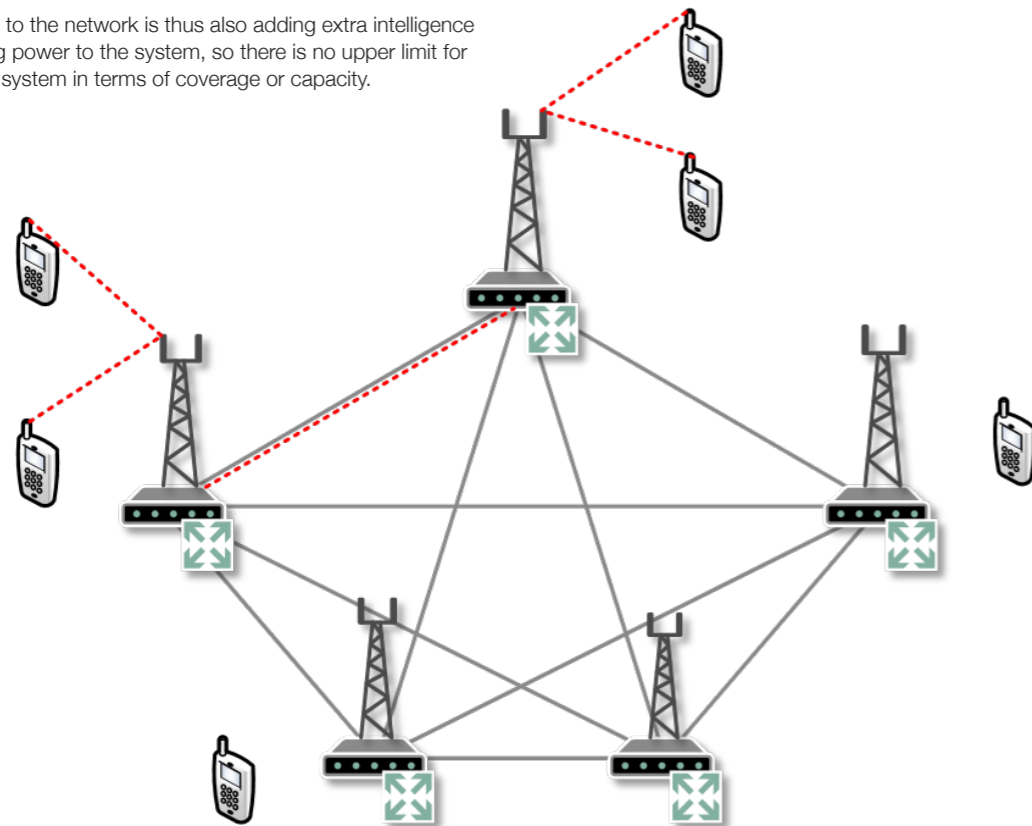 to the network is thus also adding extra intelligence
g power to the system, so there is no upper limit for
system in terms of coverage or capacity.